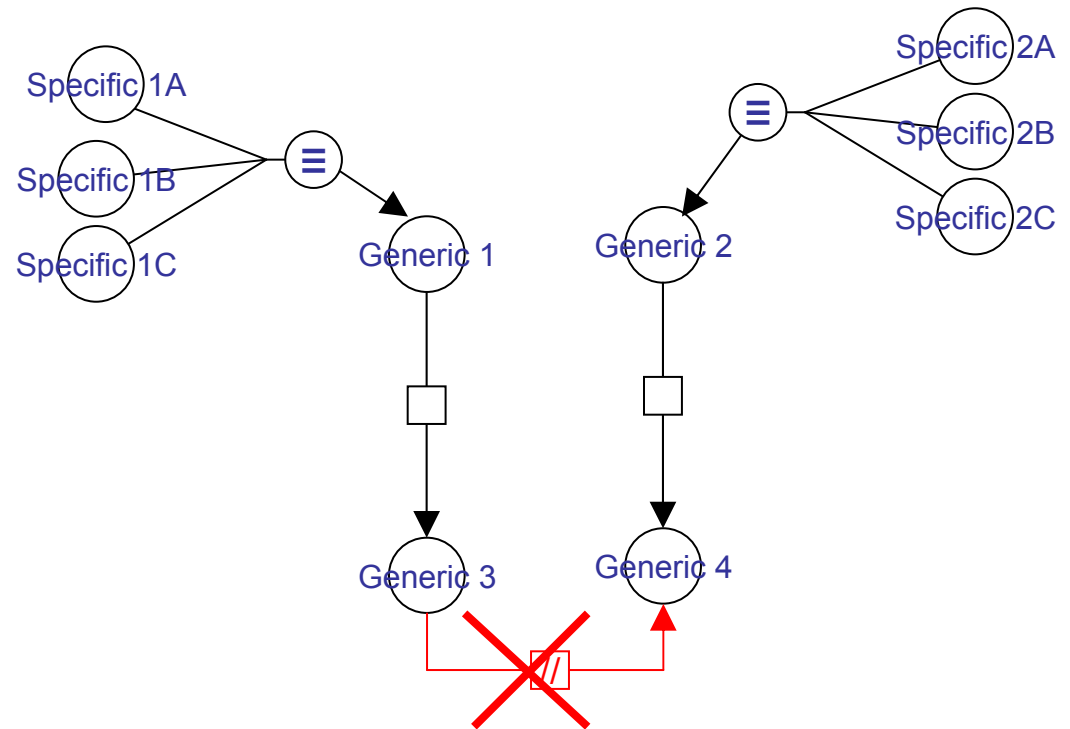 Specific 1A
Specific 1B
Specific 1C
≡
Generic 1
Generic 3
Specific 2A
Specific 2B
Specific 2C
≡
Generic 2
Generic 4
//